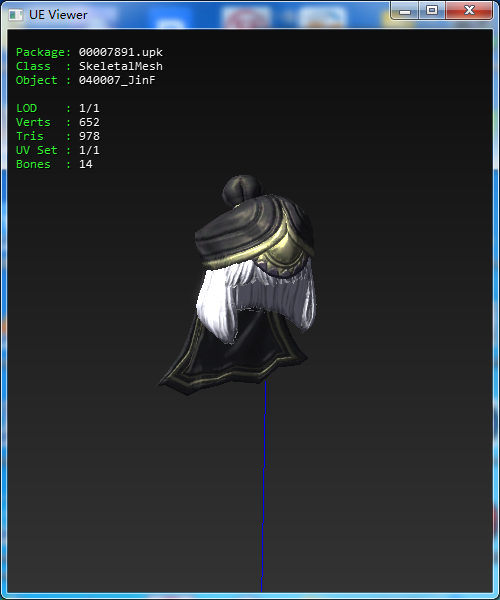 UE Viewer
Package: 00007891.upk
Class  : SkeletalMesh
Object : 040007_JinF
LOD    : 1/1
Verts  : 652
Tris   : 978
UV Set : 1/1
Bones  : 14